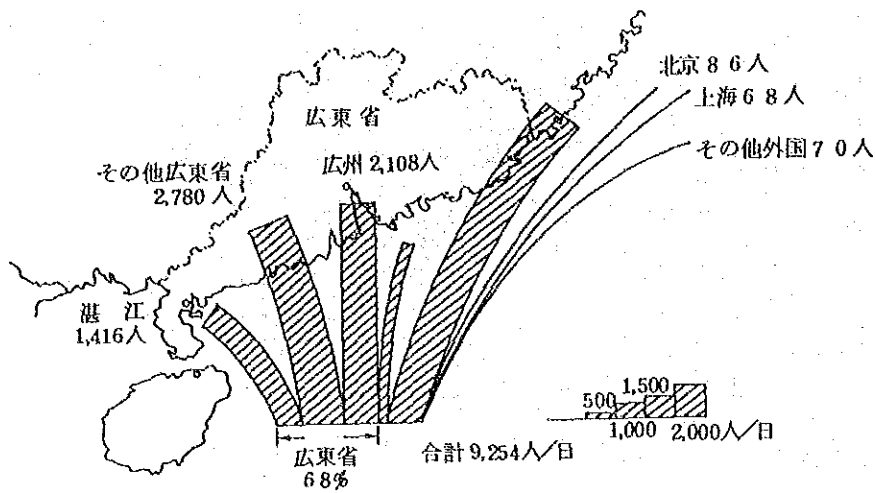 北京86人
上海68人
その他外国70人
広東省
広州2,108人
その他広東省
2,780人
湛江
1,416人
広東省
68%
合計9,254人/日
500
1,500
1,000
2,000人/日